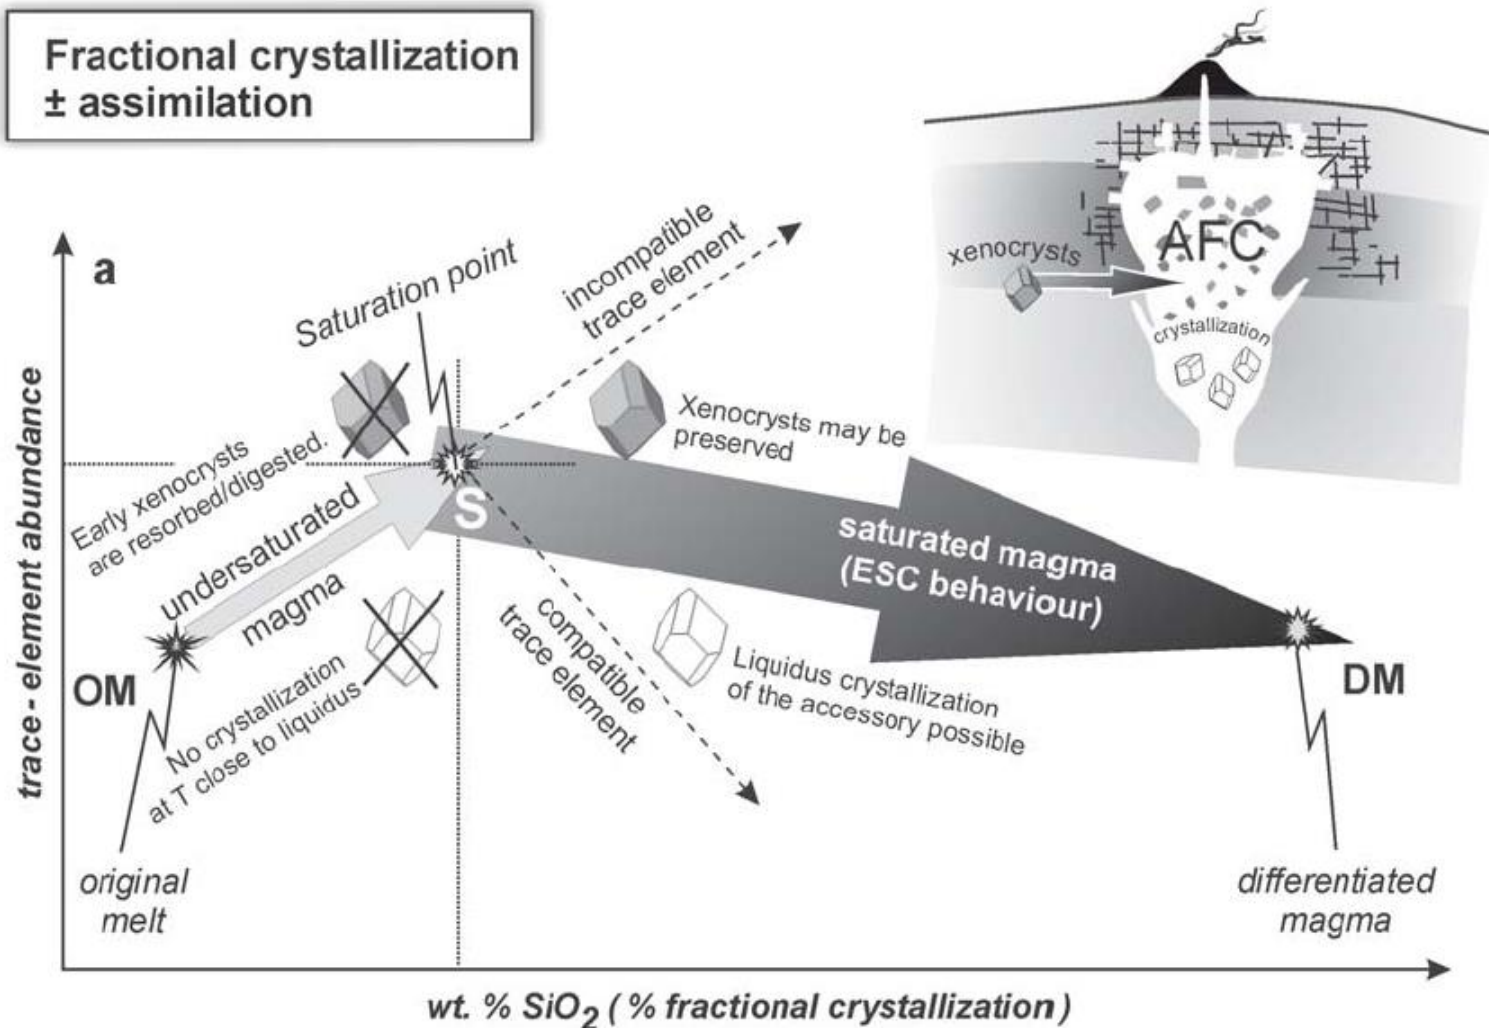 Fractional crystallization
± assimilation
a
Saturation point
incompatible
trace element
xenocrysts
AFC
crystallization
Early xenocrysts
are resorbed/digested.
Xenocrysts may be
preserved
undersaturated
magma
S
saturated magma
(ESC behaviour)
OM
No crystallization
at T close to liquidus
compatible
trace element
Liquidus crystallization
of the accessory possible
DM
original
melt
differentiated
magma
trace - element abundance
wt. % SiO₂ ( % fractional crystallization)